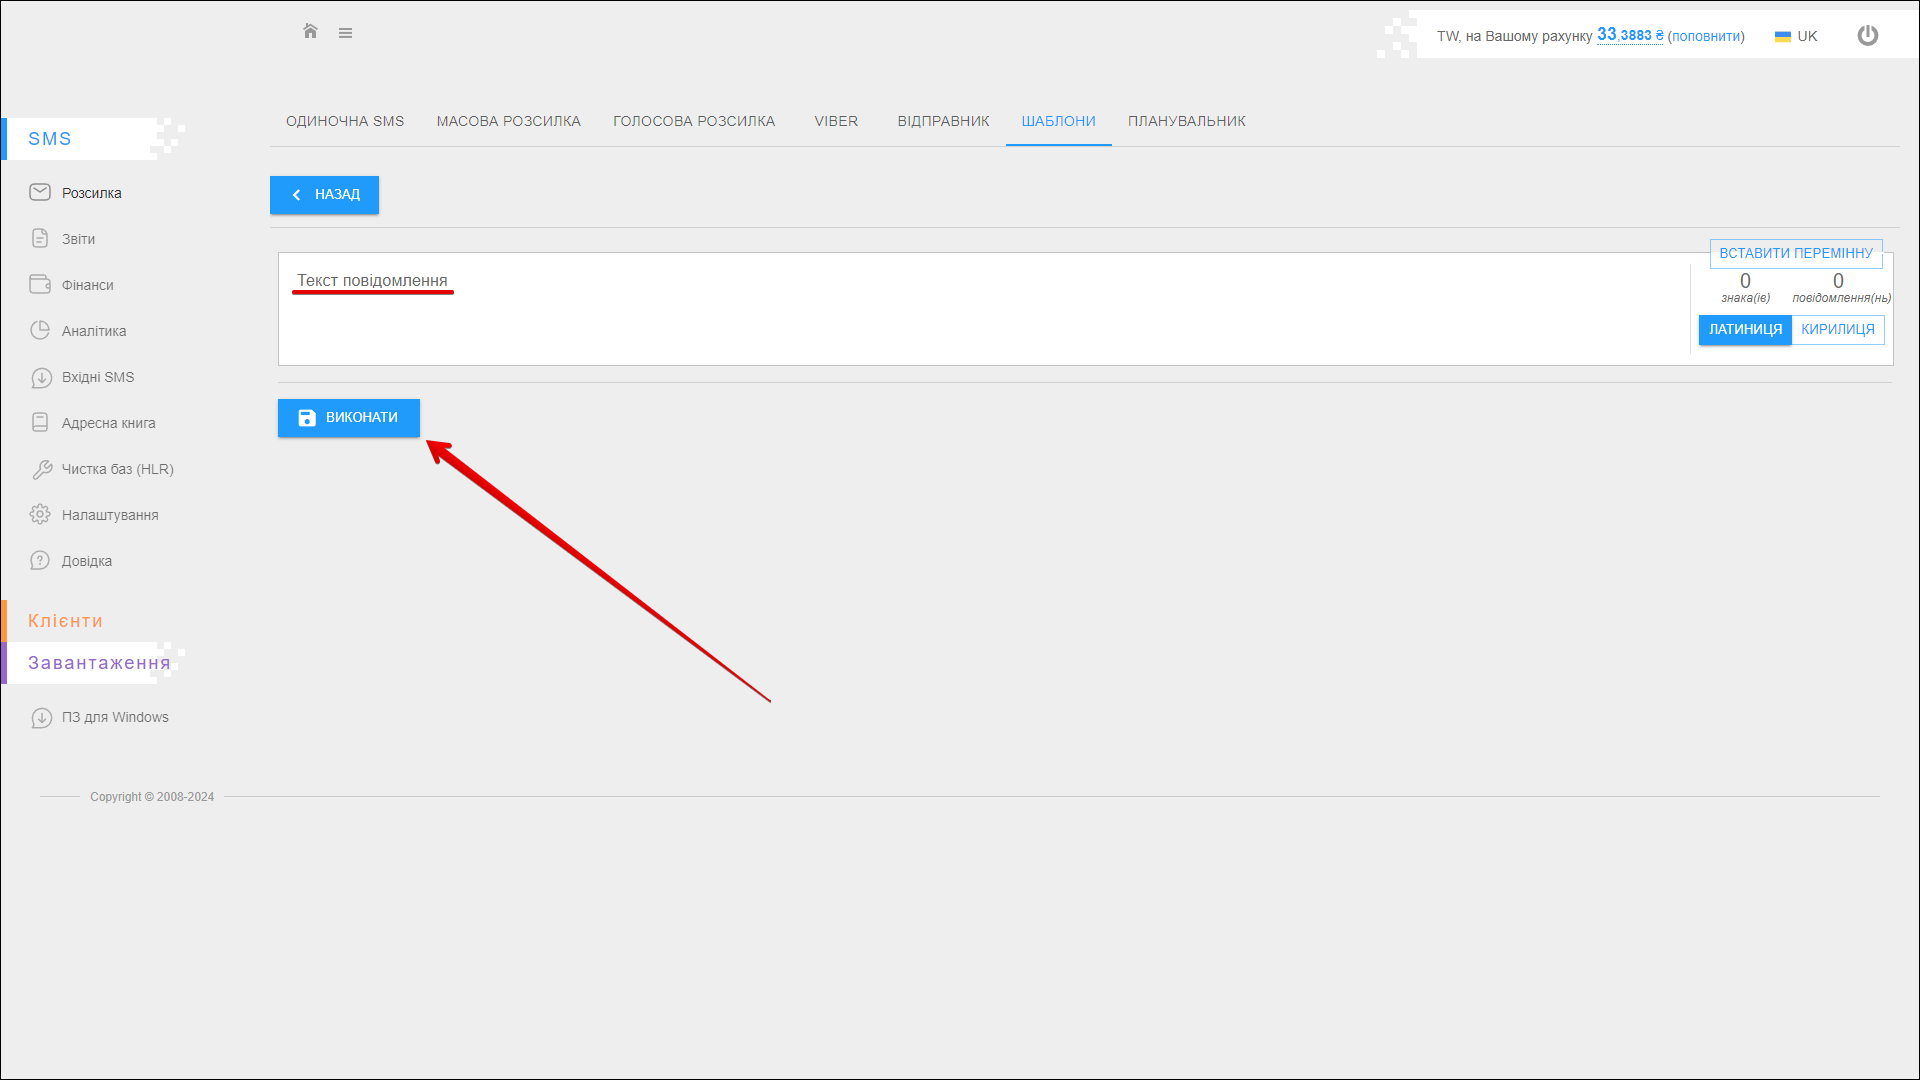 TW, на Вашому рахунку 33,3883 ₴ (поповнити)
UK
SMS
Розсилка
Звіти
Фінанси
Аналітика
Вхідні SMS
Адресна книга
Чистка баз (HLR)
Налаштування
Довідка
Клієнти
Завантаження
ПЗ для Windows
ОДИНОЧНА SMS МАСОВА РОЗСИЛКА ГОЛОСОВА РОЗСИЛКА VIBER ВІДПРАВНИК ШАБЛОНИ ПЛАНУВАЛЬНИК
НАЗАД
Текст повідомлення
ВСТАВИТИ ПЕРЕМІННУ
0 0
знака(ів) повідомлення(нь)
ЛАТИНИЦЯ КИРИЛИЦЯ
ВИКОНАТИ
Copyright © 2008-2024